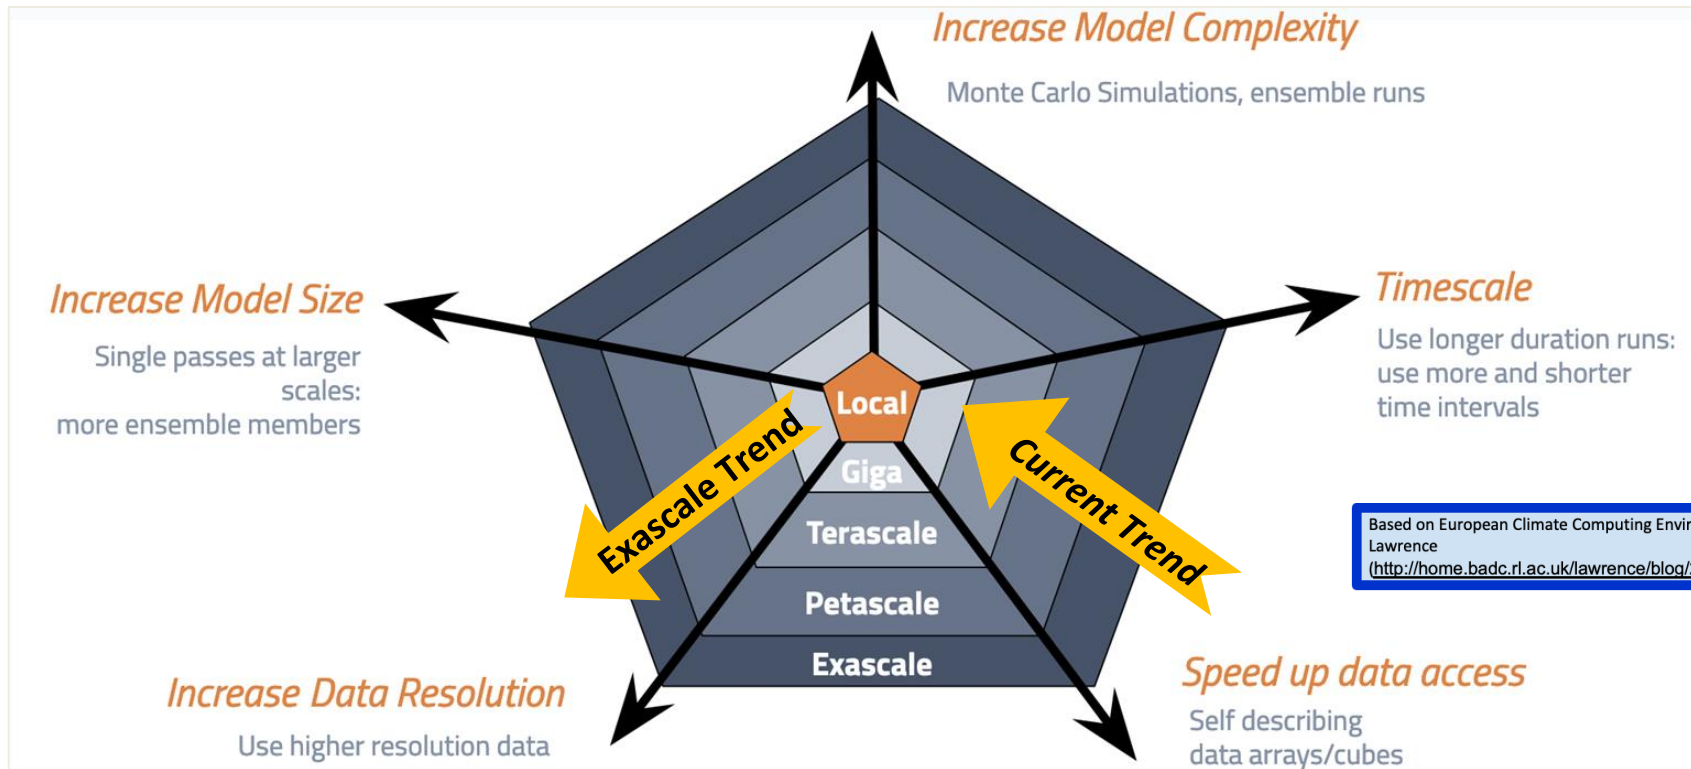 Increase Model Complexity
Monte Carlo Simulations, ensemble runs
Increase Model Size
Single passes at larger
scales:
more ensemble members
Timescale
Use longer duration runs:
use more and shorter
time intervals
Local
Giga
Terascale
Petascale
Exascale
Exascale Trend
Current Trend
Based on European Climate Computing
Lawrence
(http://home.badc.rl.ac.uk/lawrence/blog/
Increase Data Resolution
Use higher resolution data
Speed up data access
Self describing
data arrays/cubes